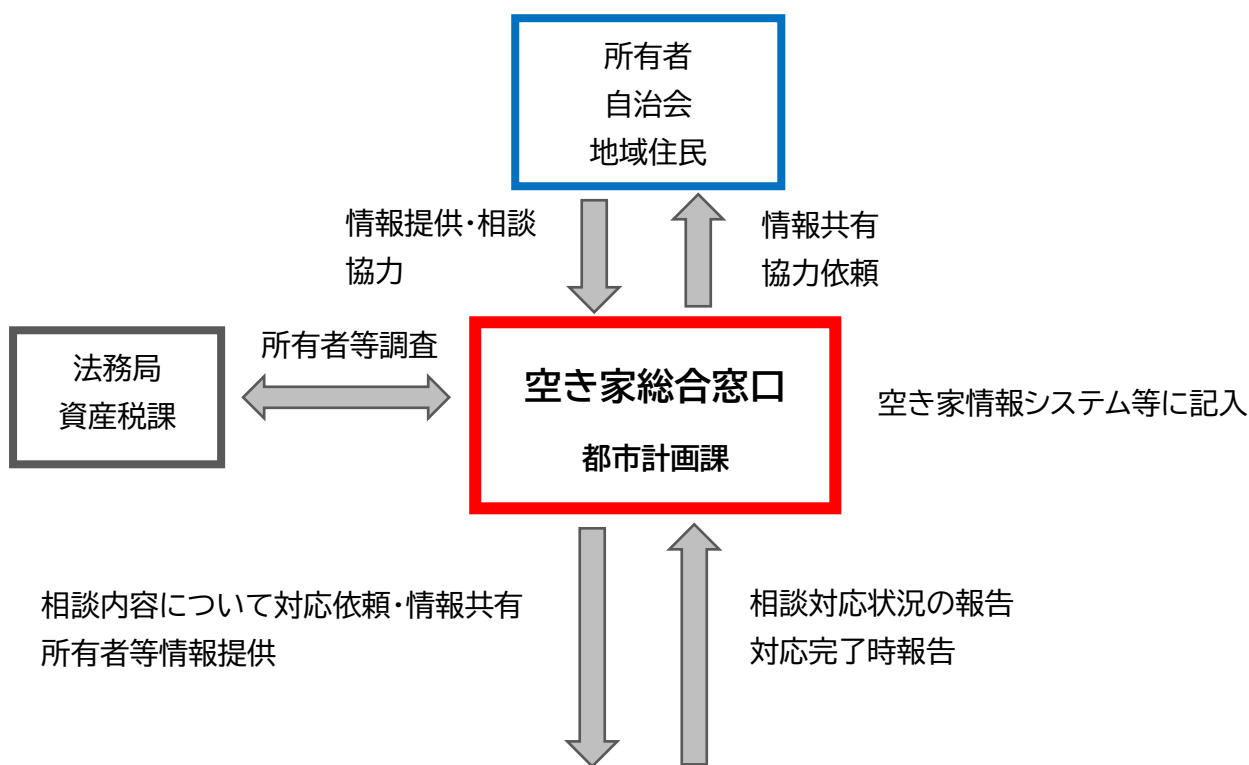 所有者
自治会
地域住民
情報提供・相談
協力
情報共有
協力依頼
法務局
資産税課
所有者等調査
空き家総合窓口
都市計画課
空き家情報システム等に記入
相談内容について対応依頼・情報共有
所有者等情報提供
相談対応状況の報告
対応完了時報告